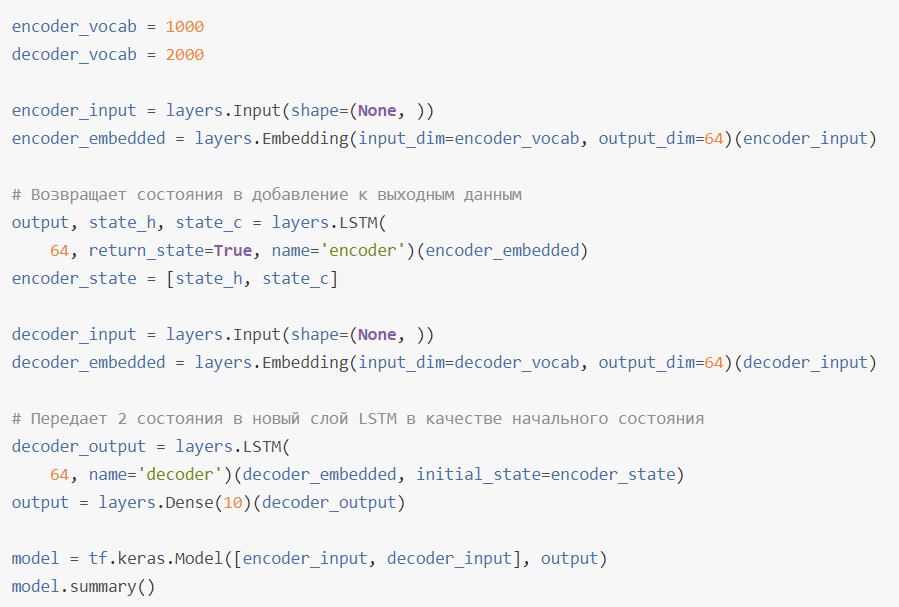 encoder_vocab = 1000
decoder_vocab = 2000
encoder_input = layers.Input(shape=(None, ))
encoder_embedded = layers.Embedding(input_dim=encoder_vocab, output_dim=64)(encoder_input)
# Возвращает состояния в добавление к выходным данным
output, state_h, state_c = layers.LSTM(
    64, return_state=True, name='encoder')(encoder_embedded)
encoder_state = [state_h, state_c]
decoder_input = layers.Input(shape=(None, ))
decoder_embedded = layers.Embedding(input_dim=decoder_vocab, output_dim=64)(decoder_input)
# Передает 2 состояния в новый слой LSTM в качестве начального состояния
decoder_output = layers.LSTM(
    64, name='decoder')(decoder_embedded, initial_state=encoder_state)
output = layers.Dense(10)(decoder_output)
model = tf.keras.Model([encoder_input, decoder_input], output)
model.summary()